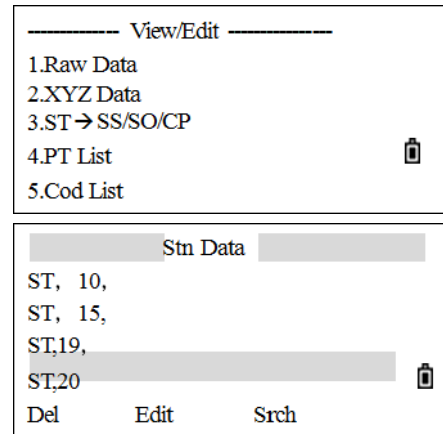 -------------- View/Edit ----------------
1.Raw Data
2.XYZ Data
3.ST→SS/SO/CP
4.PT List
5.Cod List
Stn Data
ST, 10,
ST, 15,
ST,19,
ST,20
Del Edit Srch